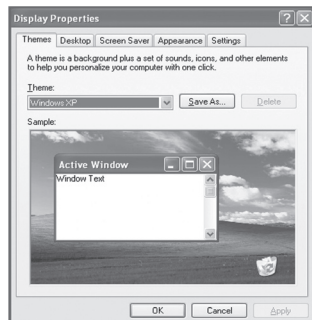 Display Properties
Themes Desktop Screen Saver Appearance Settings
A theme is a background plus a set of sounds, icons, and other elements
to help you personalize your computer with one click.
Theme:
Windows XP Save As... Delete
Sample:
Active Window
Window Text
OK Cancel Apply